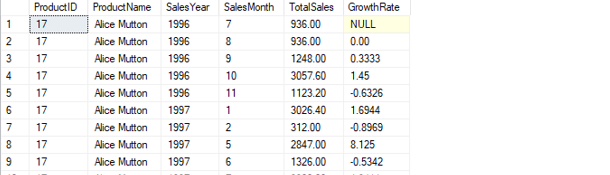 ProductID ProductName SalesYear SalesMonth TotalSales GrowthRate
1 17 Alice Mutton 1996 7 936.00 NULL
2 17 Alice Mutton 1996 8 936.00 0.00
3 17 Alice Mutton 1996 9 1248.00 0.3333
4 17 Alice Mutton 1996 10 3057.60 1.45
5 17 Alice Mutton 1996 11 1123.20 -0.6326
6 17 Alice Mutton 1997 1 3026.40 1.6944
7 17 Alice Mutton 1997 2 312.00 -0.8969
8 17 Alice Mutton 1997 5 2847.00 8.125
9 17 Alice Mutton 1997 6 1326.00 -0.5342